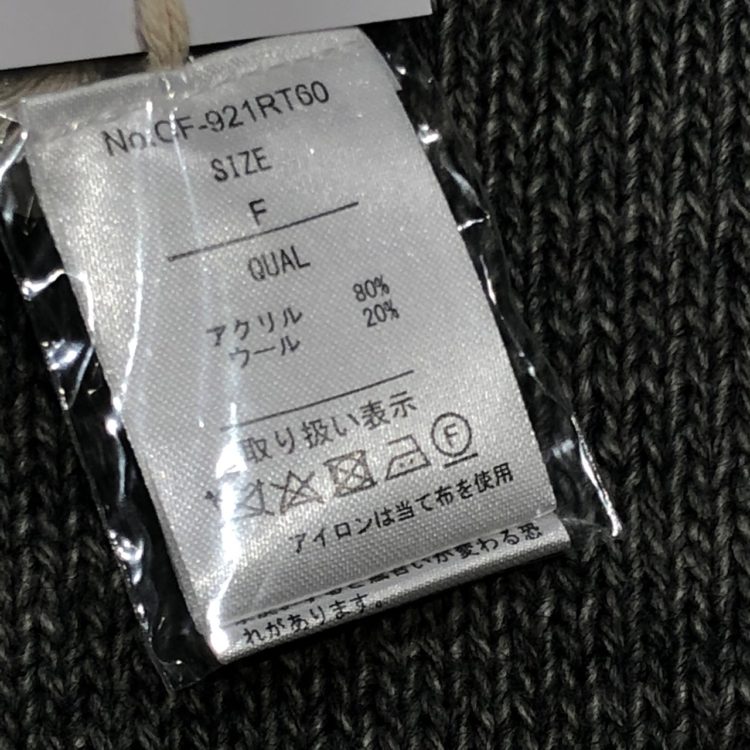 No.CF-921RT60
SIZE
F
QUAL
アクリル 80%
ウール 20%
取り扱い表示
F
アイロンは当て布を使用
が変わる恐
れがあります。